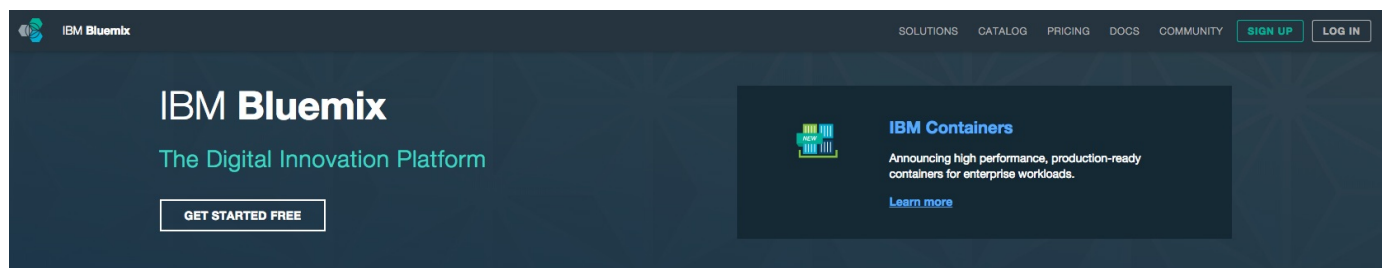 IBM Bluemix
SOLUTIONS CATALOG PRICING DOCS COMMUNITY SIGN UP LOG IN
IBM Bluemix
The Digital Innovation Platform
GET STARTED FREE
NEW
IBM Containers
Announcing high performance, production-ready
containers for enterprise workloads.
Learn more